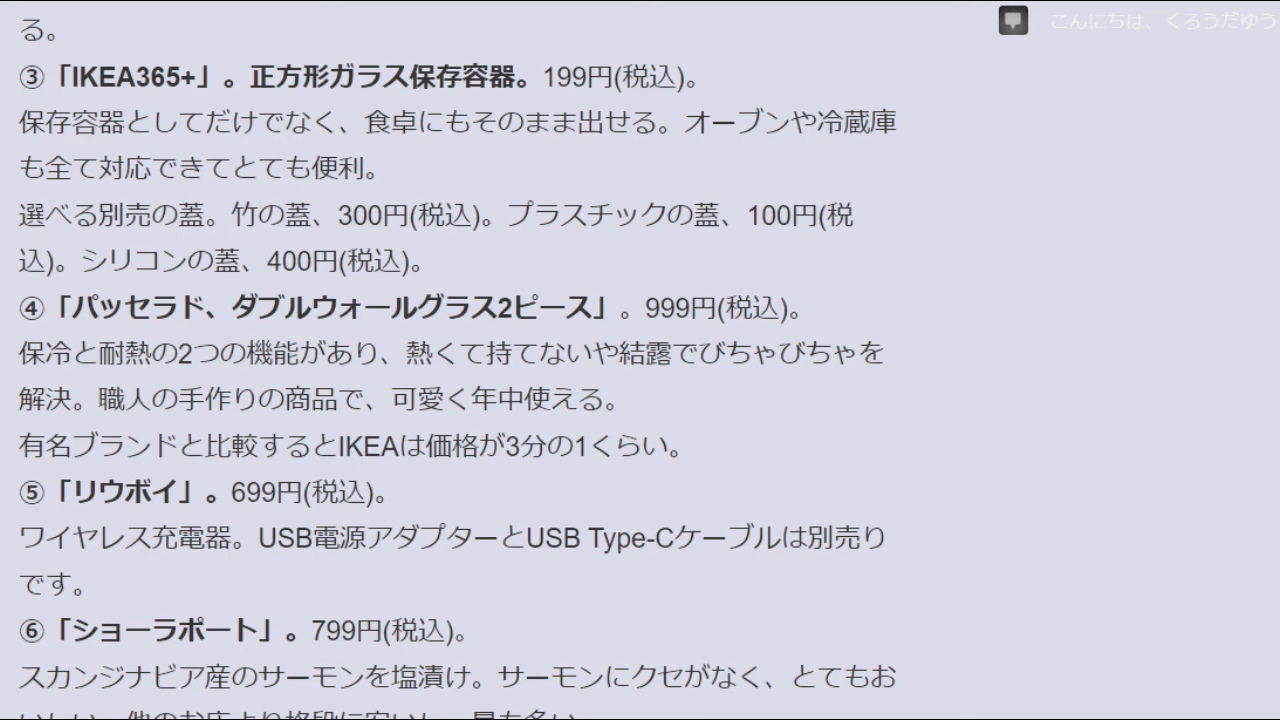 こんにちは、くろうだゆう
る。
③「IKEA365+」。正方形ガラス保存容器。199円(税込)。
保存容器としてだけでなく、食卓にもそのまま出せる。オーブンや冷蔵庫
も全て対応できてとても便利。
選べる別売の蓋。竹の蓋、300円(税込)。プラスチックの蓋、100円(税
込)。シリコンの蓋、400円(税込)。
④「パッセラド、ダブルウォールグラス2ピース」。999円(税込)。
保冷と耐熱の2つの機能があり、熱くて持てないや結露でびちゃびちゃを
解決。職人の手作りの商品で、可愛く年中使える。
有名ブランドと比較するとIKEAは価格が3分の1くらい。
⑤「リウボイ」。699円(税込)。
ワイヤレス充電器。USB電源アダプターとUSB Type-Cケーブルは別売り
です。
⑥「ショーラポート」。799円(税込)。
スカンジナビア産のサーモンを塩漬け。サーモンにクセがなく、とてもお